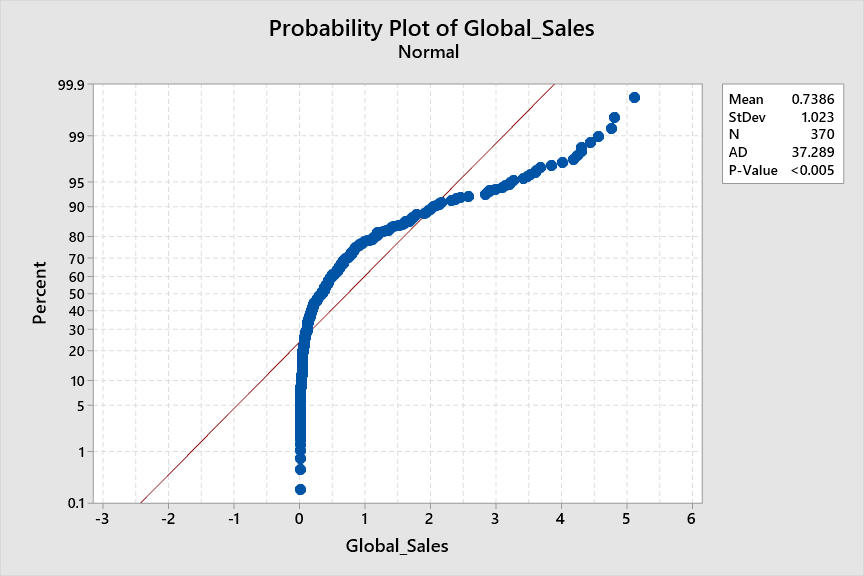 Probability Plot of Global_Sales
Normal
99.9
99
95
90
80
70
60
50
40
30
20
10
5
1
0.1
Percent
-3 -2 -1 0 1 2 3 4 5 6
Global_Sales
Mean 0.7386
StDev 1.023
N 370
AD 37.289
P-Value <0.005